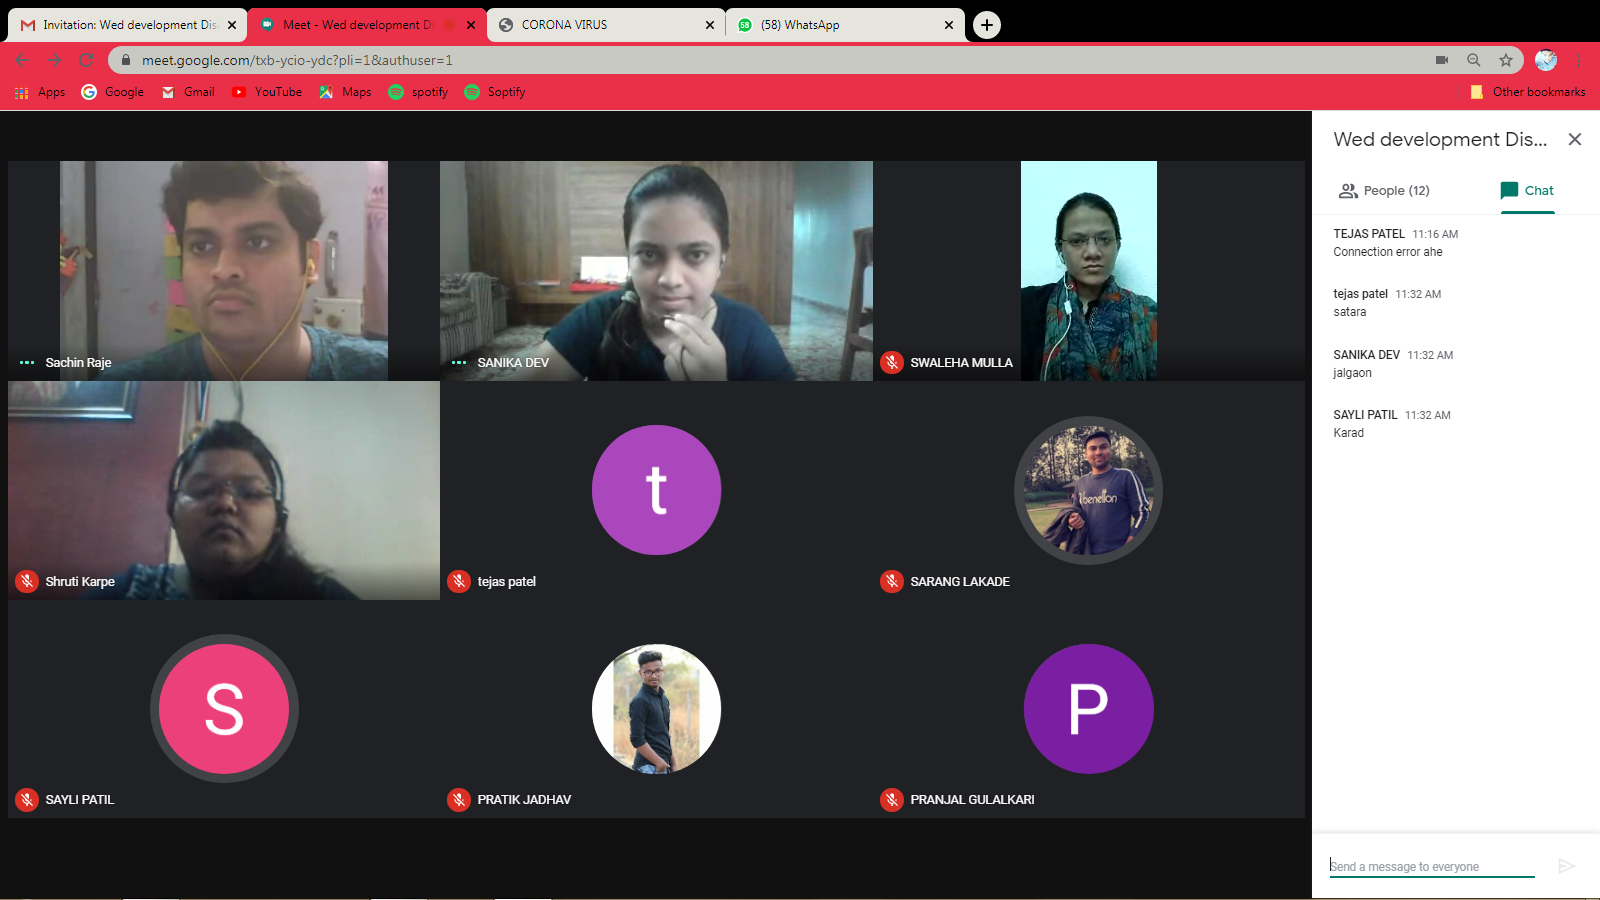 Invitation: Wed development Dis
Meet - Wed development D
CORONA VIRUS
58
(58) WhatsApp
meet.google.com/txb-ycio-ydc?pli=1&authuser=1
Apps
Google
Gmail
YouTube
Maps
spotify
Soptify
Other bookmarks
Wed development Dis...
People (12)
Chat
TEJAS PATEL 11:16 AM
Connection error ahe
tejas patel 11:32 AM
satara
SANIKA DEV 11:32 AM
jalgaon
SAYLI PATIL 11:32 AM
Karad
Send a message to everyone
Sachin Raje
SANIKA DEV
SWALEHA MULLA
Shruti Karpe
t
tejas patel
benetton
SARANG LAKADE
S
SAYLI PATIL
PRATIK JADHAV
P
PRANJAL GULALKARI